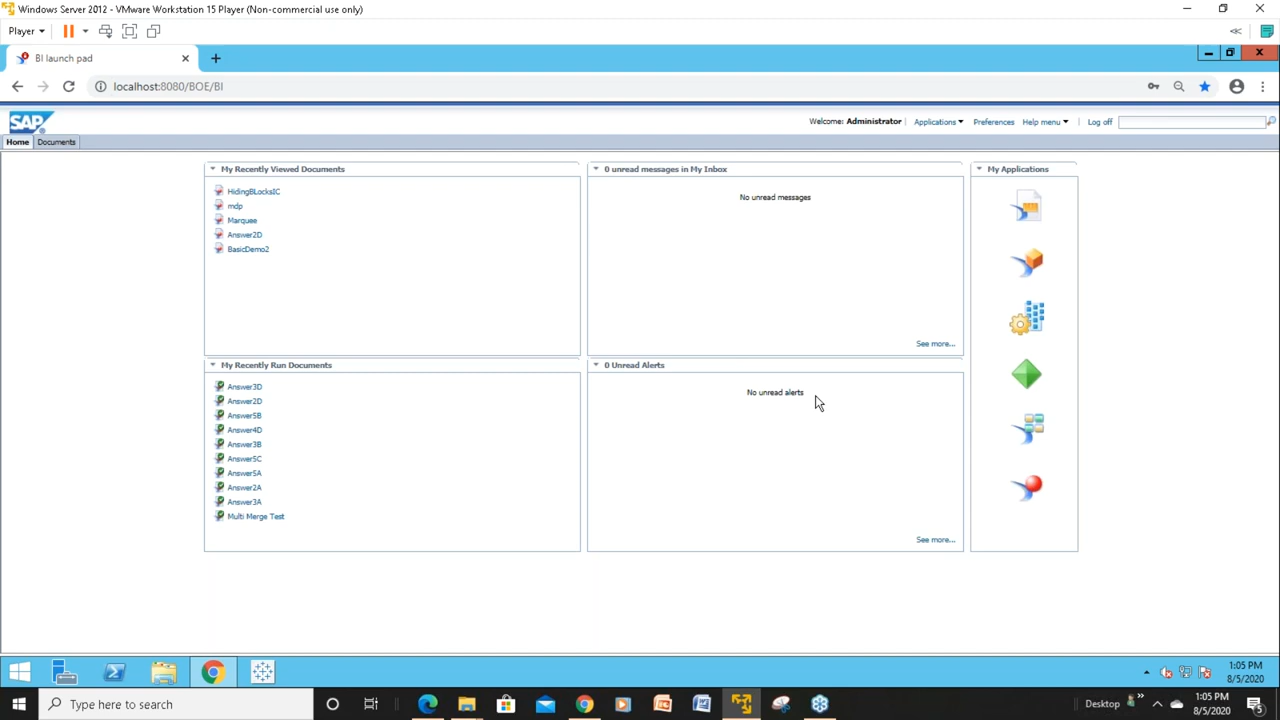 Windows Server 2012 - VMware Workstation 15 Player (Non-commercial use only)
Player
BI launch pad
localhost:8080/BOE/BI
SAP
Welcome: Administrator | Applications Preferences Help menu | Log off
Home Documents
My Recently Viewed Documents
HidingBLocksIC
mdp
Marquee
Answer2D
BasicDemo2
0 unread messages in My Inbox
No unread messages
See more...
My Applications
My Recently Run Documents
Answer3D
Answer2D
Answer5B
Answer4D
Answer3B
Answer5C
Answer5A
Answer2A
Answer3A
Multi Merge Test
0 Unread Alerts
No unread alerts
See more...
1:05 PM
8/5/2020
Type here to search
Desktop
1:05 PM
8/5/2020
5